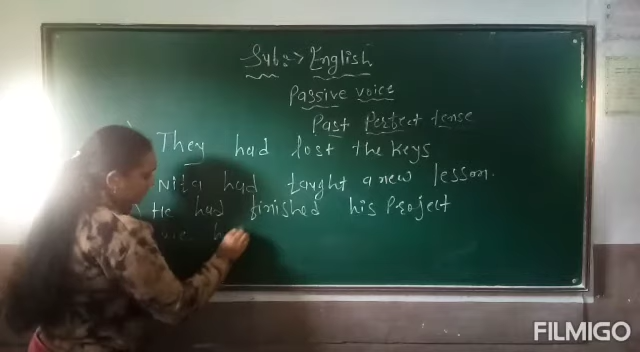 Sub:-> English
Passive voice
Past Perfect tense
) They had lost the keys
Nita had taught a new lesson.
) He had finished his Project
FILMIGO